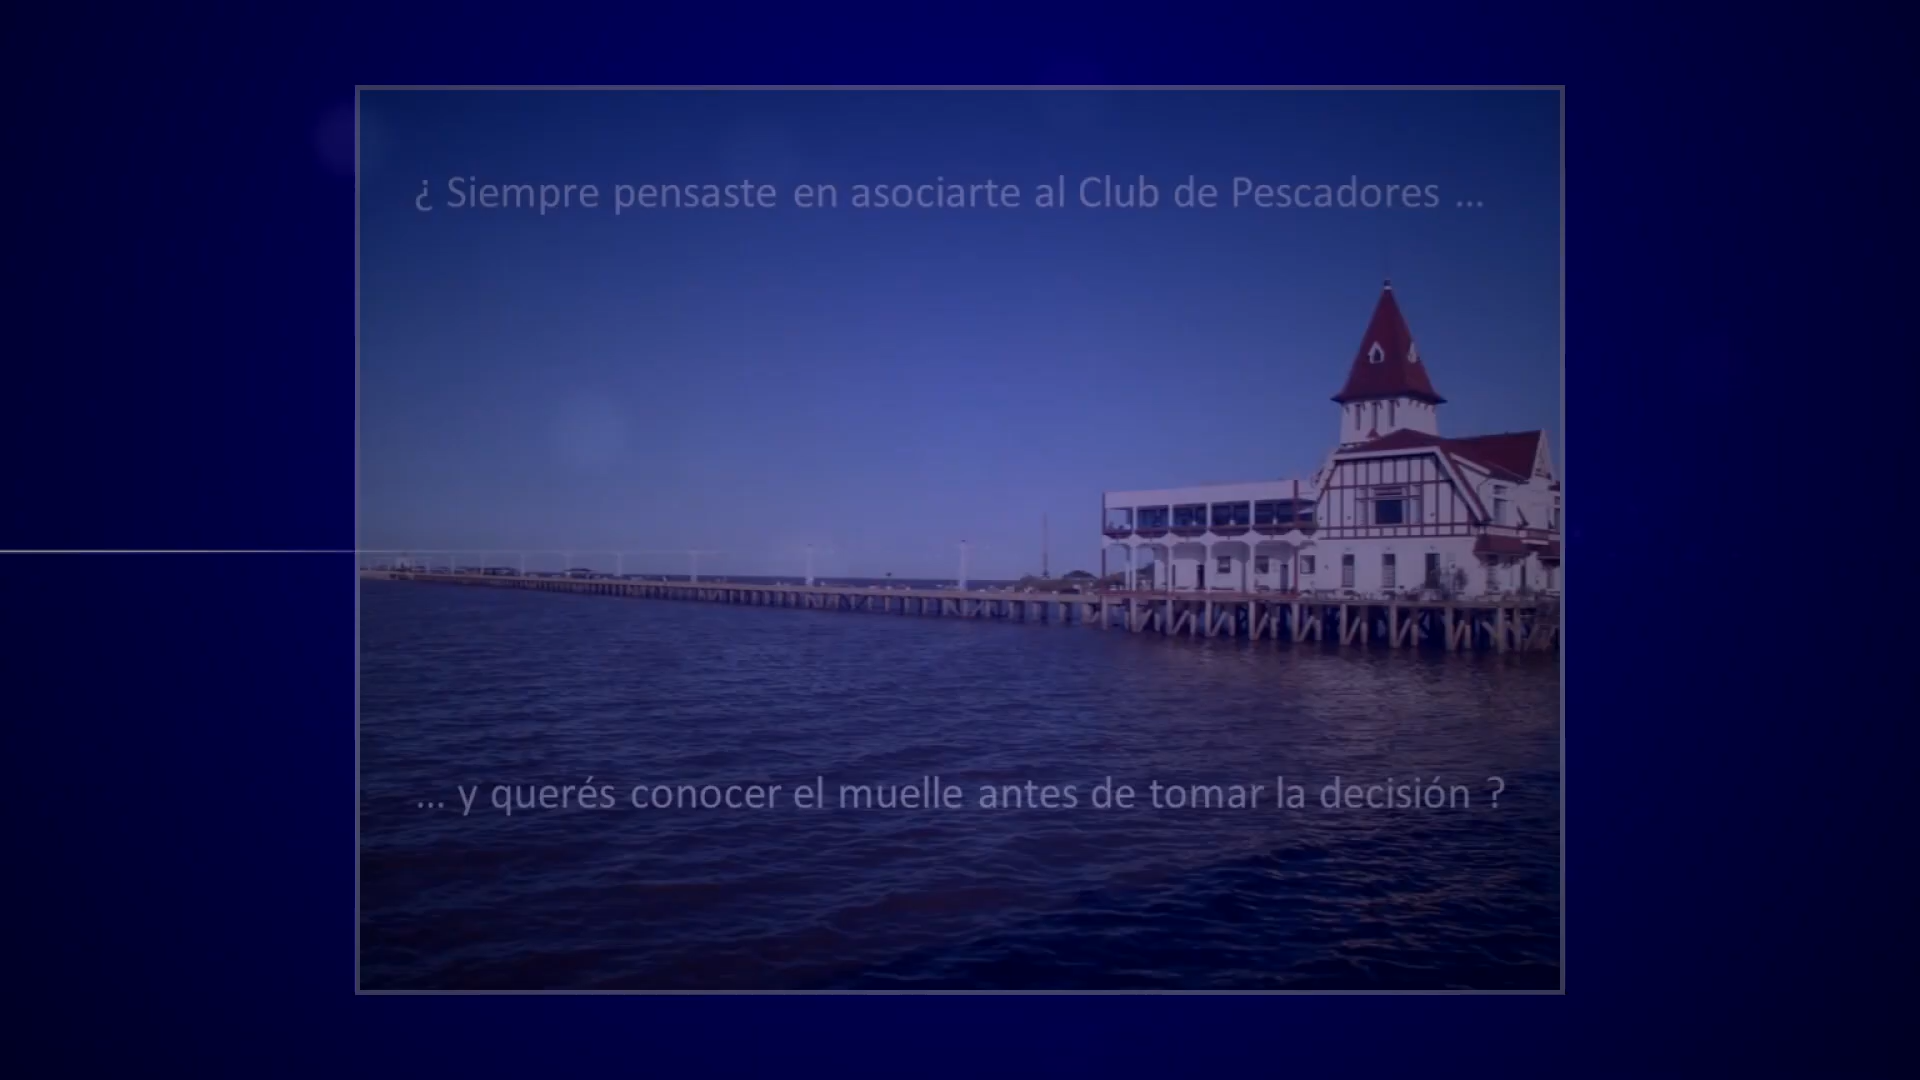 ¿ Siempre pensaste en asociarte al Club de Pescadores ...
... y querés conocer el muelle antes de tomar la decisión ?